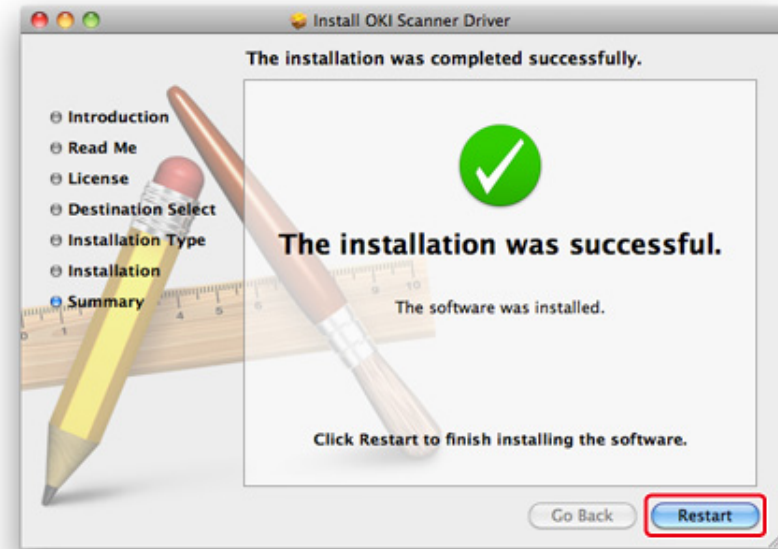 Install OKI Scanner Driver
The installation was completed successfully.
Introduction
Read Me
License
Destination Select
Installation Type
Installation
Summary
The installation was successful.
The software was installed.
Click Restart to finish installing the software.
Go Back
Restart